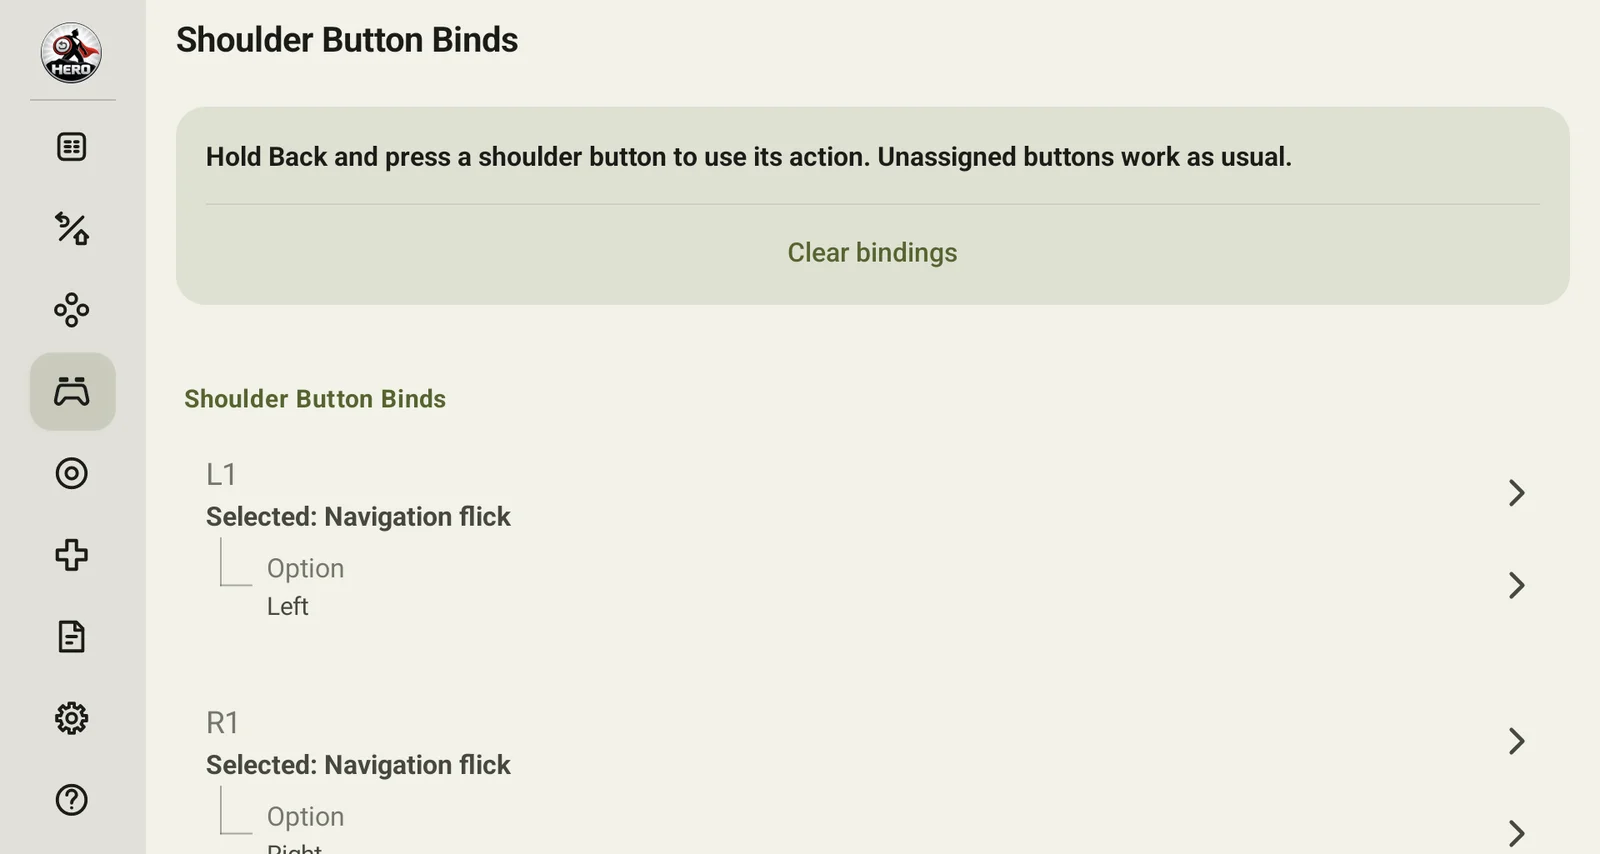 HERO
Shoulder Button Binds
Hold Back and press a shoulder button to use its action. Unassigned buttons work as usual.
Clear bindings
Shoulder Button Binds
L1
Selected: Navigation flick
Option
Left
R1
Selected: Navigation flick
Option
Right